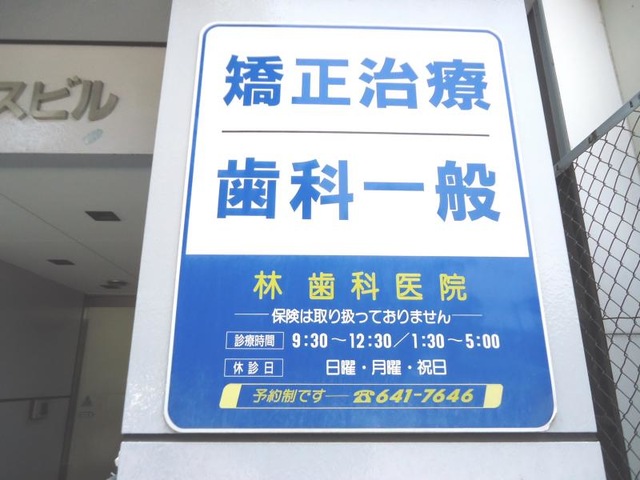 スビル
矯正治療
歯科一般
林歯科医院
保険は取り扱っておりません
診療時間 9:30～12:30／1:30～5:00
休診日 日曜・月曜・祝日
予約制です ☎641-7646